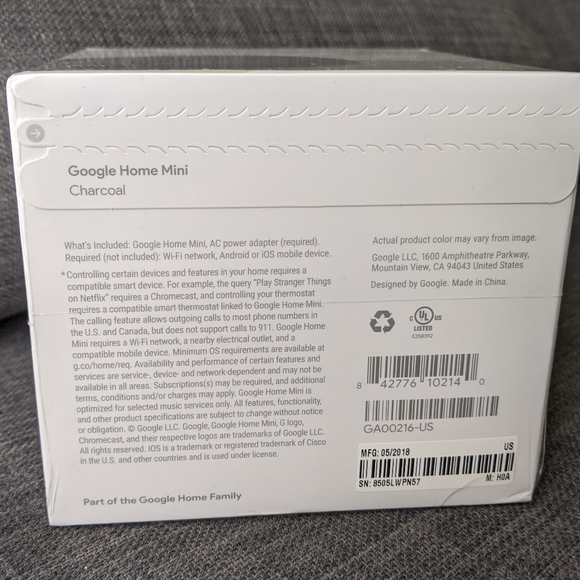 Google Home Mini
Charcoal
What's Included: Google Home Mini, AC power adapter (required).
Required (not included): Wi-Fi network, Android or iOS mobile device.
*Controlling certain devices and features in your home requires a
compatible smart device. For example, the query "Play Stranger Things
on Netflix" requires a Chromecast, and controlling your thermostat
requires a compatible smart thermostat linked to Google Home Mini.
The calling feature allows outgoing calls to most phone numbers in
the U.S. and Canada, but does not support calls to 911. Google Home
Mini requires a Wi-Fi network, a nearby electrical outlet, and a
compatible mobile device. Minimum OS requirements are available at
g.co/home/req. Availability and performance of certain features and
services are service-, device- and network-dependent and may not be
available in all areas. Subscriptions(s) may be required, and additional
terms, conditions and/or charges may apply. Google Home Mini is
optimized for selected music services only. All features, functionality,
and other product specifications are subject to change without notice
or obligation. © Google LLC. Google, Google Home Mini, G logo,
Chromecast, and their respective logos are trademarks of Google LLC.
All rights reserved. IOS is a trademark or registered trademark of Cisco
in the U.S. and other countries and is used under license.
Part of the Google Home Family
Actual product color may vary from image.
Google LLC, 1600 Amphitheatre Parkway,
Mountain View, CA 94043 United States
Designed by Google. Made in China.
C UL US
LISTED
E258392
8 42776 10214 0
GA00216-US
MFG: 05/2018 US
SN: 8505LWPN57 M: H0A